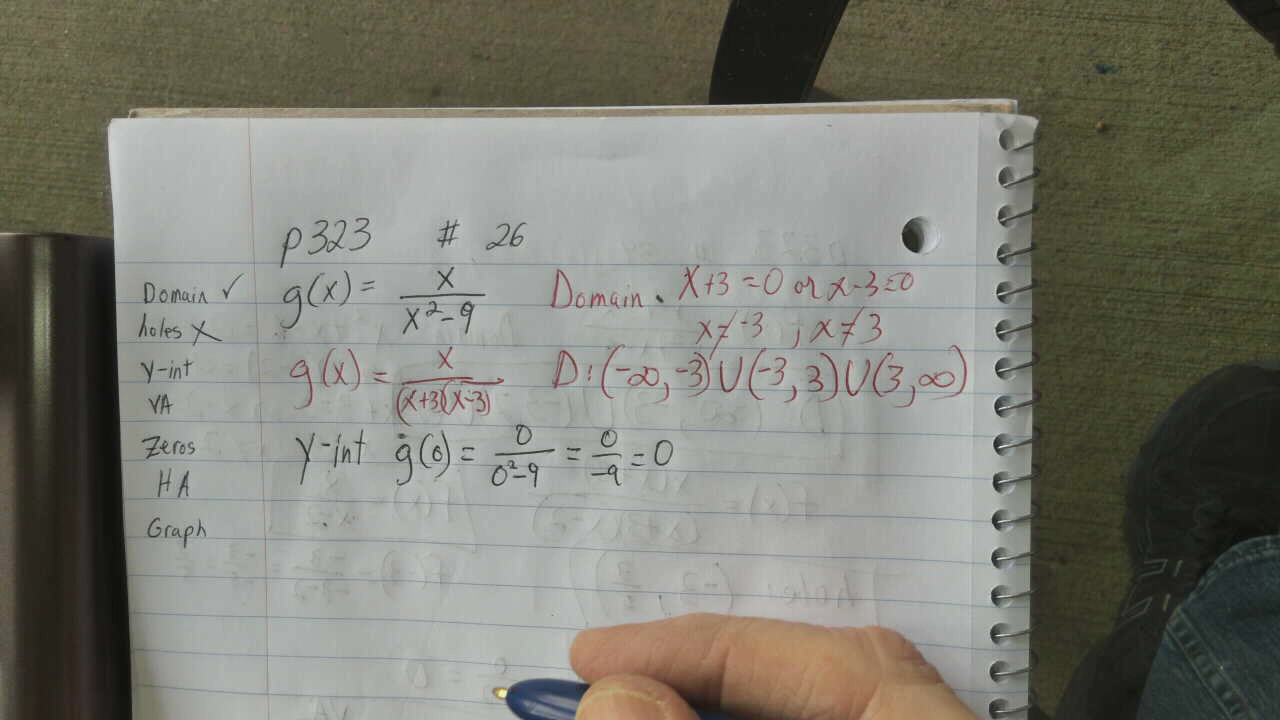 p323 # 26
Domain ✓
holes X
y-int
VA
Zeros
HA
Graph
g(x) = x / (x²-9)
Domain. x+3=0 or x-3=0
x≠-3 , x≠3
g(x) = x / ((x+3)(x-3))
D: (-∞,-3)∪(-3,3)∪(3,∞)
y-int g(0) = 0 / (0²-9) = 0 / -9 = 0